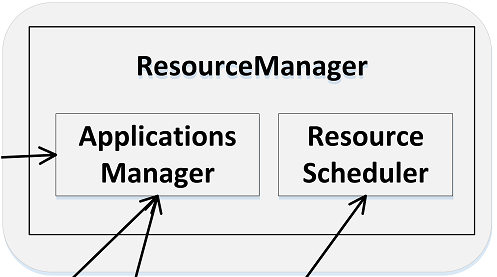 ResourceManager
Applications
Manager
Resource
Scheduler